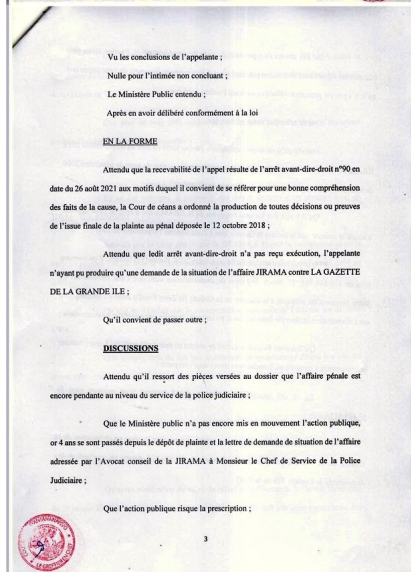 Vu les conclusions de l'appelante ;
Nulle pour l'intimée non concluant ;
Le Ministère Public entendu ;
Après en avoir délibéré conformément à la loi
EN LA FORME
Attendu que la recevabilité de l'appel résulte de l'arrêt avant-dire-droit n°90 en
date du 26 août 2021 aux motifs duquel il convient de se référer pour une bonne compréhension
des faits de la cause, la Cour de céans a ordonné la production de toutes décisions ou preuves
de l'issue finale de la plainte au pénal déposée le 12 octobre 2018 ;
Attendu que ledit arrêt avant-dire-droit n'a pas reçu exécution, l'appelante
n'ayant pu produire qu'une demande de la situation de l'affaire JIRAMA contre LA GAZETTE
DE LA GRANDE ILE ;
Qu'il convient de passer outre ;
DISCUSSIONS
Attendu qu'il ressort des pièces versées au dossier que l'affaire pénale est
encore pendante au niveau du service de la police judiciaire ;
Que le Ministère public n'a pas encore mis en mouvement l'action publique,
or 4 ans se sont passés depuis le dépôt de plainte et la lettre de demande de situation de l'affaire
adressée par l'Avocat conseil de la JIRAMA à Monsieur le Chef de Service de la Police
Judiciaire ;
Que l'action publique risque la prescription ;
3